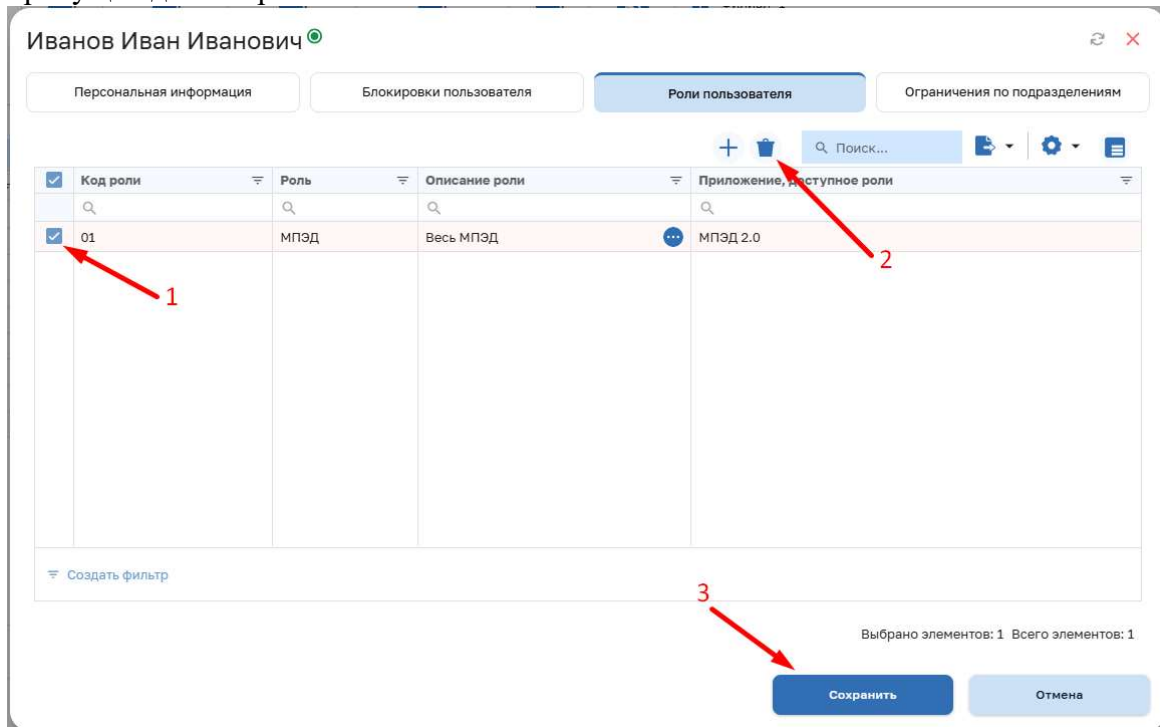 Иванов Иван Иванович
Персональная информация
Блокировки пользователя
Роли пользователя
Ограничения по подразделениям
Поиск...
Код роли
Роль
Описание роли
Приложение, доступное роли
01
МПЭД
Весь МПЭД
МПЭД 2.0
2
1
Создать фильтр
3
Выбрано элементов: 1 Всего элементов: 1
Сохранить
Отмена